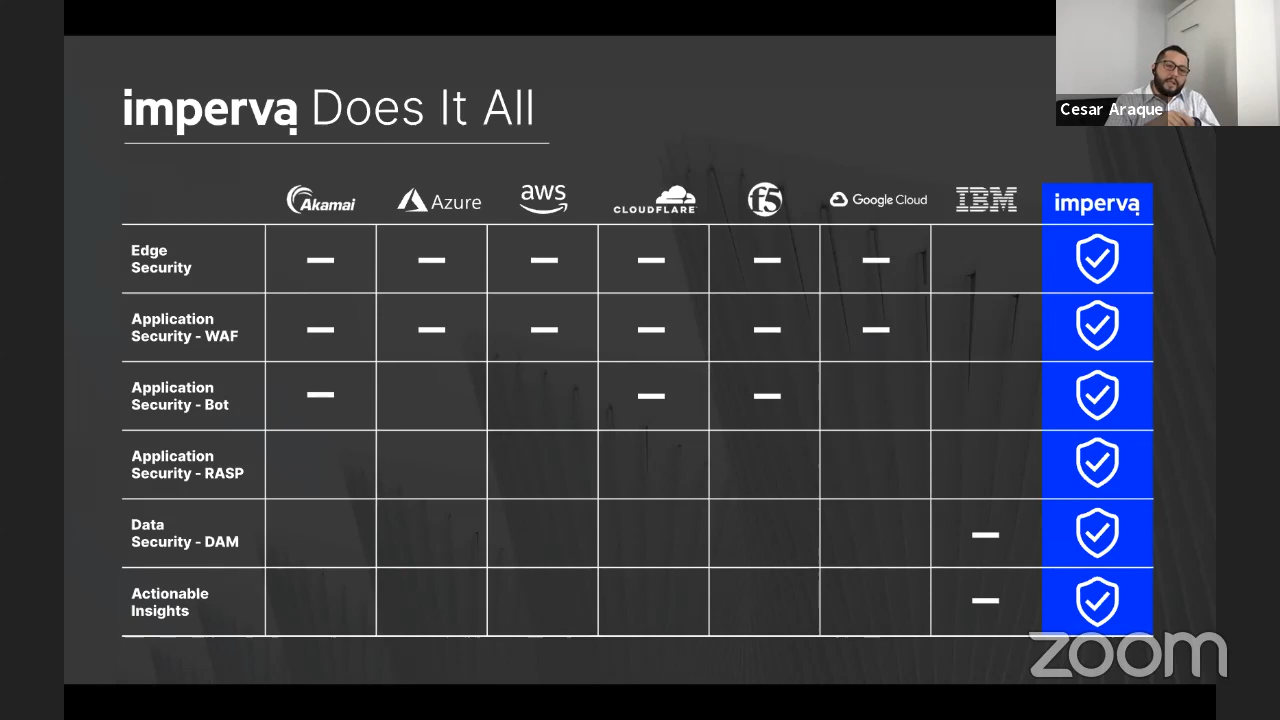 Cesar Araque
imperva Does It All
Akamai Azure aws CLOUDFLARE f5 Google Cloud IBM imperva
Edge
Security
Application
Security - WAF
Application
Security - Bot
Application
Security - RASP
Data
Security - DAM
Actionable
Insights
zoom